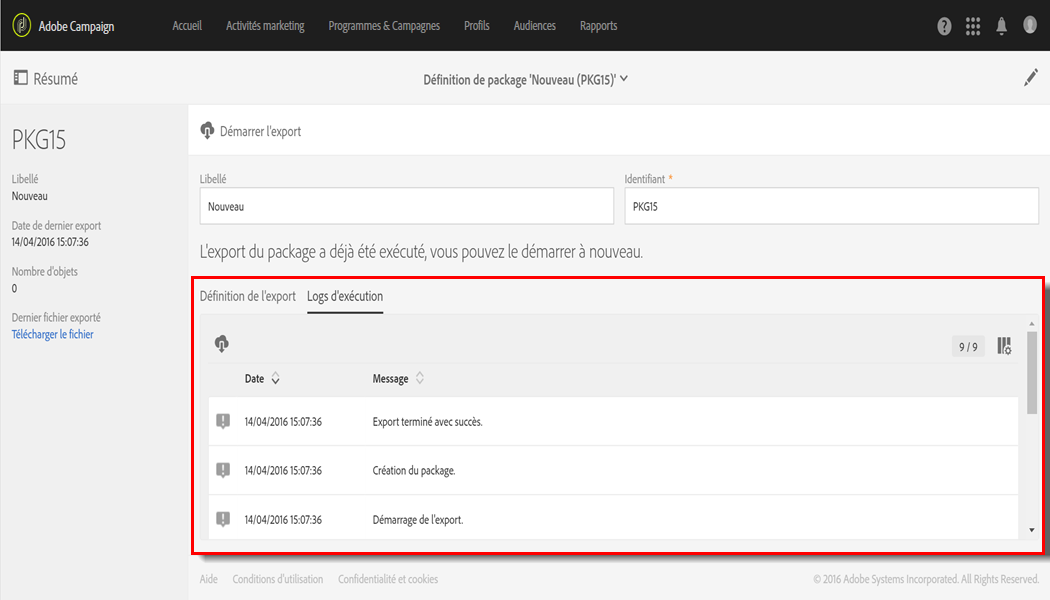 Adobe Campaign
Accueil Activités marketing Programmes & Campagnes Profils Audiences Rapports
Résumé
Définition de package 'Nouveau (PKG15)'
PKG15
Libellé
Nouveau
Date de dernier export
14/04/2016 15:07:36
Nombre d'objets
0
Dernier fichier exporté
Télécharger le fichier
Démarrer l'export
Libellé Identifiant *
Nouveau PKG15
L'export du package a déjà été exécuté, vous pouvez le démarrer à nouveau.
Définition de l'export Logs d'exécution
9 / 9
Date Message
14/04/2016 15:07:36 Export terminé avec succès.
14/04/2016 15:07:36 Création du package.
14/04/2016 15:07:36 Démarrage de l'export.
Aide Conditions d'utilisation Confidentialité et cookies © 2016 Adobe Systems Incorporated. All Rights Reserved.